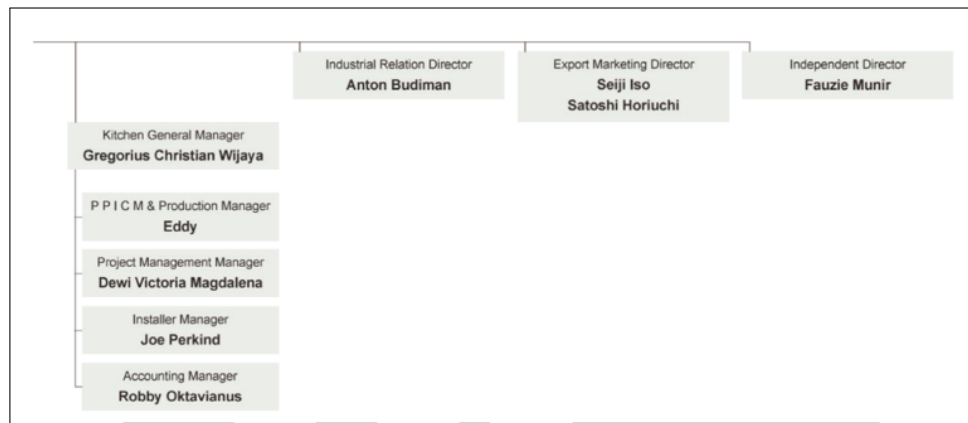 Industrial Relation Director
Anton Budiman
Export Marketing Director
Seiji Iso
Satoshi Horiuchi
Independent Director
Fauzie Munir
Kitchen General Manager
Gregorius Christian Wijaya
P P I C M & Production Manager
Eddy
Project Management Manager
Dewi Victoria Magdalena
Installer Manager
Joe Perkind
Accounting Manager
Robby Oktavianus